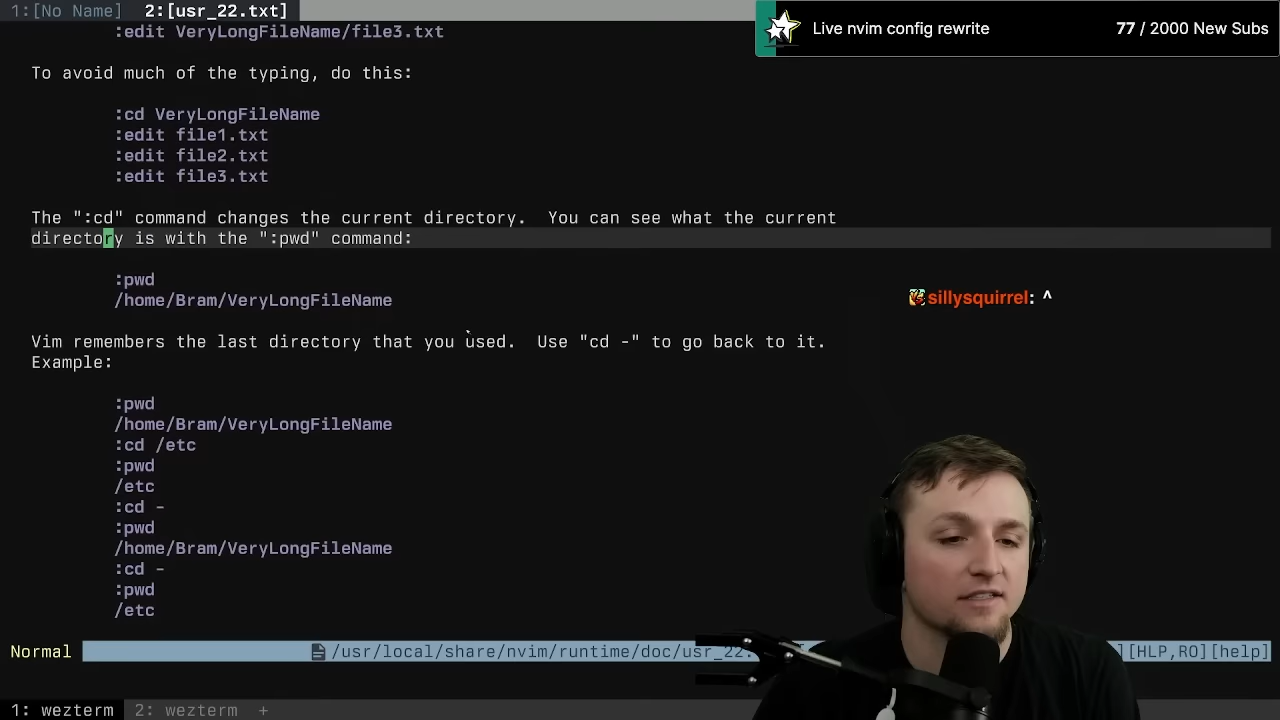 1:[No Name]  2:[usr_22.txt]
Live nvim config rewrite 77 / 2000 New Subs
:edit VeryLongFileName/file3.txt
To avoid much of the typing, do this:
:cd VeryLongFileName
:edit file1.txt
:edit file2.txt
:edit file3.txt
The ":cd" command changes the current directory.  You can see what the current
directory is with the ":pwd" command:
:pwd
/home/Bram/VeryLongFileName
sillysquirrel: ^
Vim remembers the last directory that you used.  Use "cd -" to go back to it.
Example:
:pwd
/home/Bram/VeryLongFileName
:cd /etc
:pwd
/etc
:cd -
:pwd
/home/Bram/VeryLongFileName
:cd -
:pwd
/etc
Normal /usr/local/share/nvim/runtime/doc/usr_22. [HLP,RO][help]
1: wezterm  2: wezterm  +